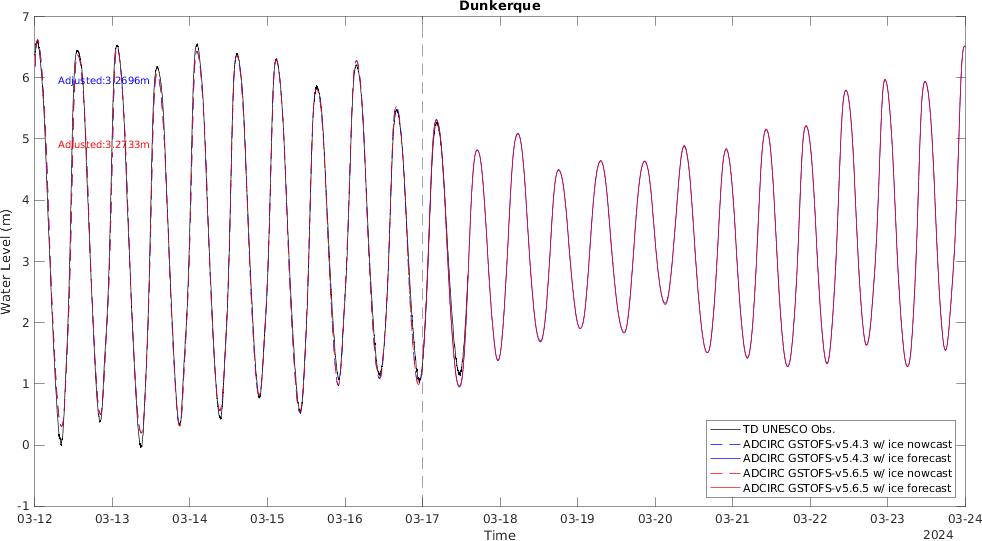 Dunkerque
7
6
5
4
3
2
1
0
-1
Water Level (m)
Adjusted:3.2696m
Adjusted:3.2733m
TD UNESCO Obs.
ADCIRC GSTOFS-v5.4.3 w/ ice nowcast
ADCIRC GSTOFS-v5.4.3 w/ ice forecast
ADCIRC GSTOFS-v5.6.5 w/ ice nowcast
ADCIRC GSTOFS-v5.6.5 w/ ice forecast
03-12 03-13 03-14 03-15 03-16 03-17 03-18 03-19 03-20 03-21 03-22 03-23 03-24
Time
2024